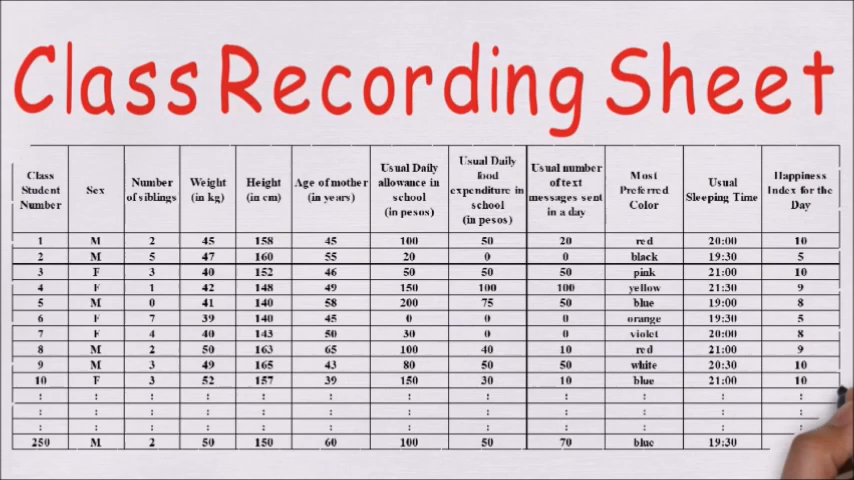 Class Recording Sheet
Class Student Number | Sex | Number of siblings | Weight (in kg) | Height (in cm) | Age of mother (in years) | Usual Daily allowance in school (in pesos) | Usual Daily food expenditure in school (in pesos) | Usual number of text messages sent in a day | Most Preferred Color | Usual Sleeping Time | Happiness Index for the Day
1 | M | 2 | 45 | 158 | 45 | 100 | 50 | 20 | red | 20:00 | 10
2 | M | 5 | 47 | 160 | 55 | 20 | 0 | 0 | black | 19:30 | 5
3 | F | 3 | 40 | 152 | 46 | 50 | 50 | 50 | pink | 21:00 | 10
4 | F | 1 | 42 | 148 | 49 | 150 | 100 | 100 | yellow | 21:30 | 9
5 | M | 0 | 41 | 140 | 58 | 200 | 75 | 50 | blue | 19:00 | 8
6 | F | 7 | 39 | 140 | 45 | 0 | 0 | 0 | orange | 19:30 | 5
7 | F | 4 | 40 | 143 | 50 | 30 | 0 | 0 | violet | 20:00 | 8
8 | M | 2 | 50 | 163 | 65 | 100 | 40 | 10 | red | 21:00 | 9
9 | M | 3 | 49 | 165 | 43 | 80 | 50 | 50 | white | 20:30 | 10
10 | F | 3 | 52 | 157 | 39 | 150 | 30 | 10 | blue | 21:00 | 10
: | : | : | : | : | : | : | : | : | : | : | :
: | : | : | : | : | : | : | : | : | : | : | :
: | : | : | : | : | : | : | : | : | : | : | :
250 | M | 2 | 50 | 150 | 60 | 100 | 50 | 70 | blue | 19:30